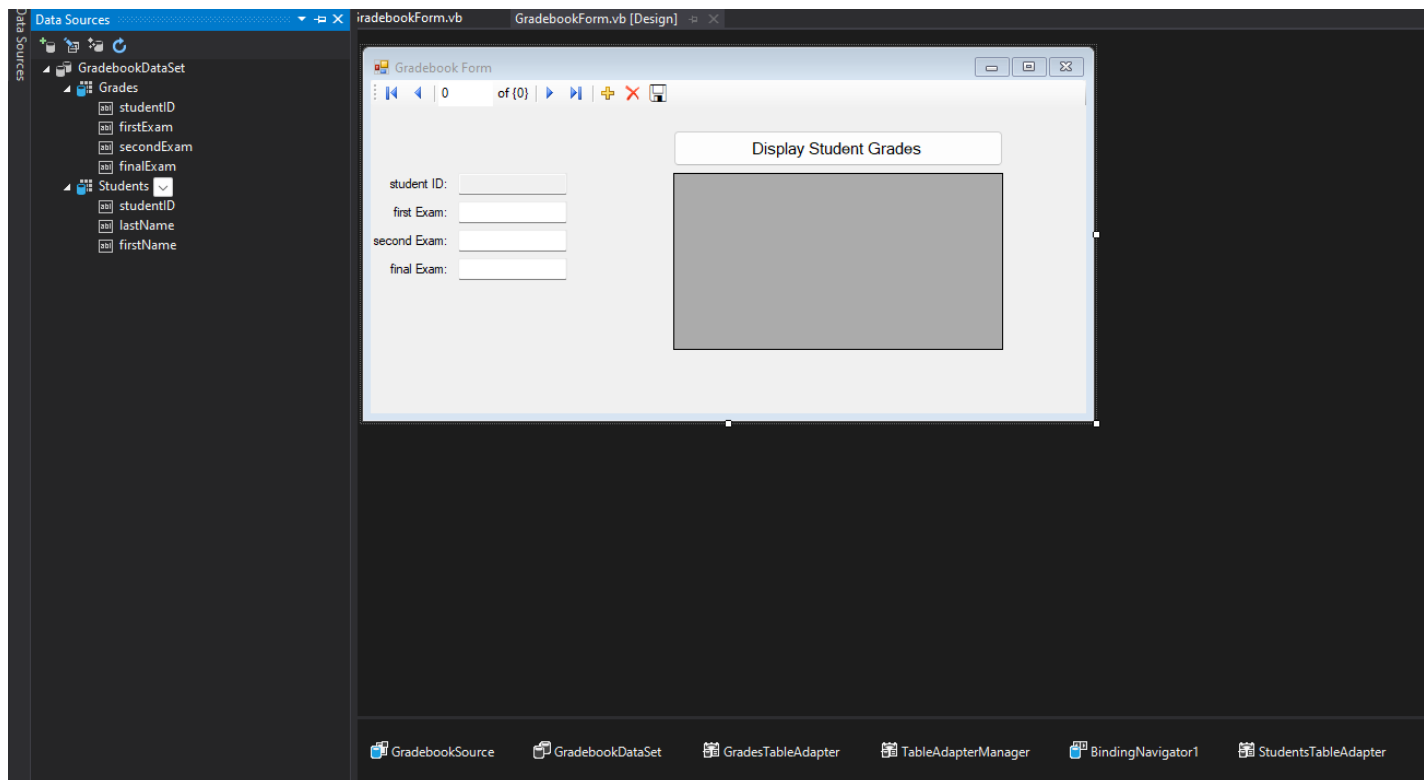 Data Sources
Data Sources
GradebookDataSet
Grades
studentID
firstExam
secondExam
finalExam
Students
studentID
lastName
firstName
GradebookForm.vb
GradebookForm.vb [Design]
Gradebook Form
0 of {0}
Display Student Grades
student ID:
first Exam:
second Exam:
final Exam:
GradebookSource
GradebookDataSet
GradesTableAdapter
TableAdapterManager
BindingNavigator1
StudentsTableAdapter